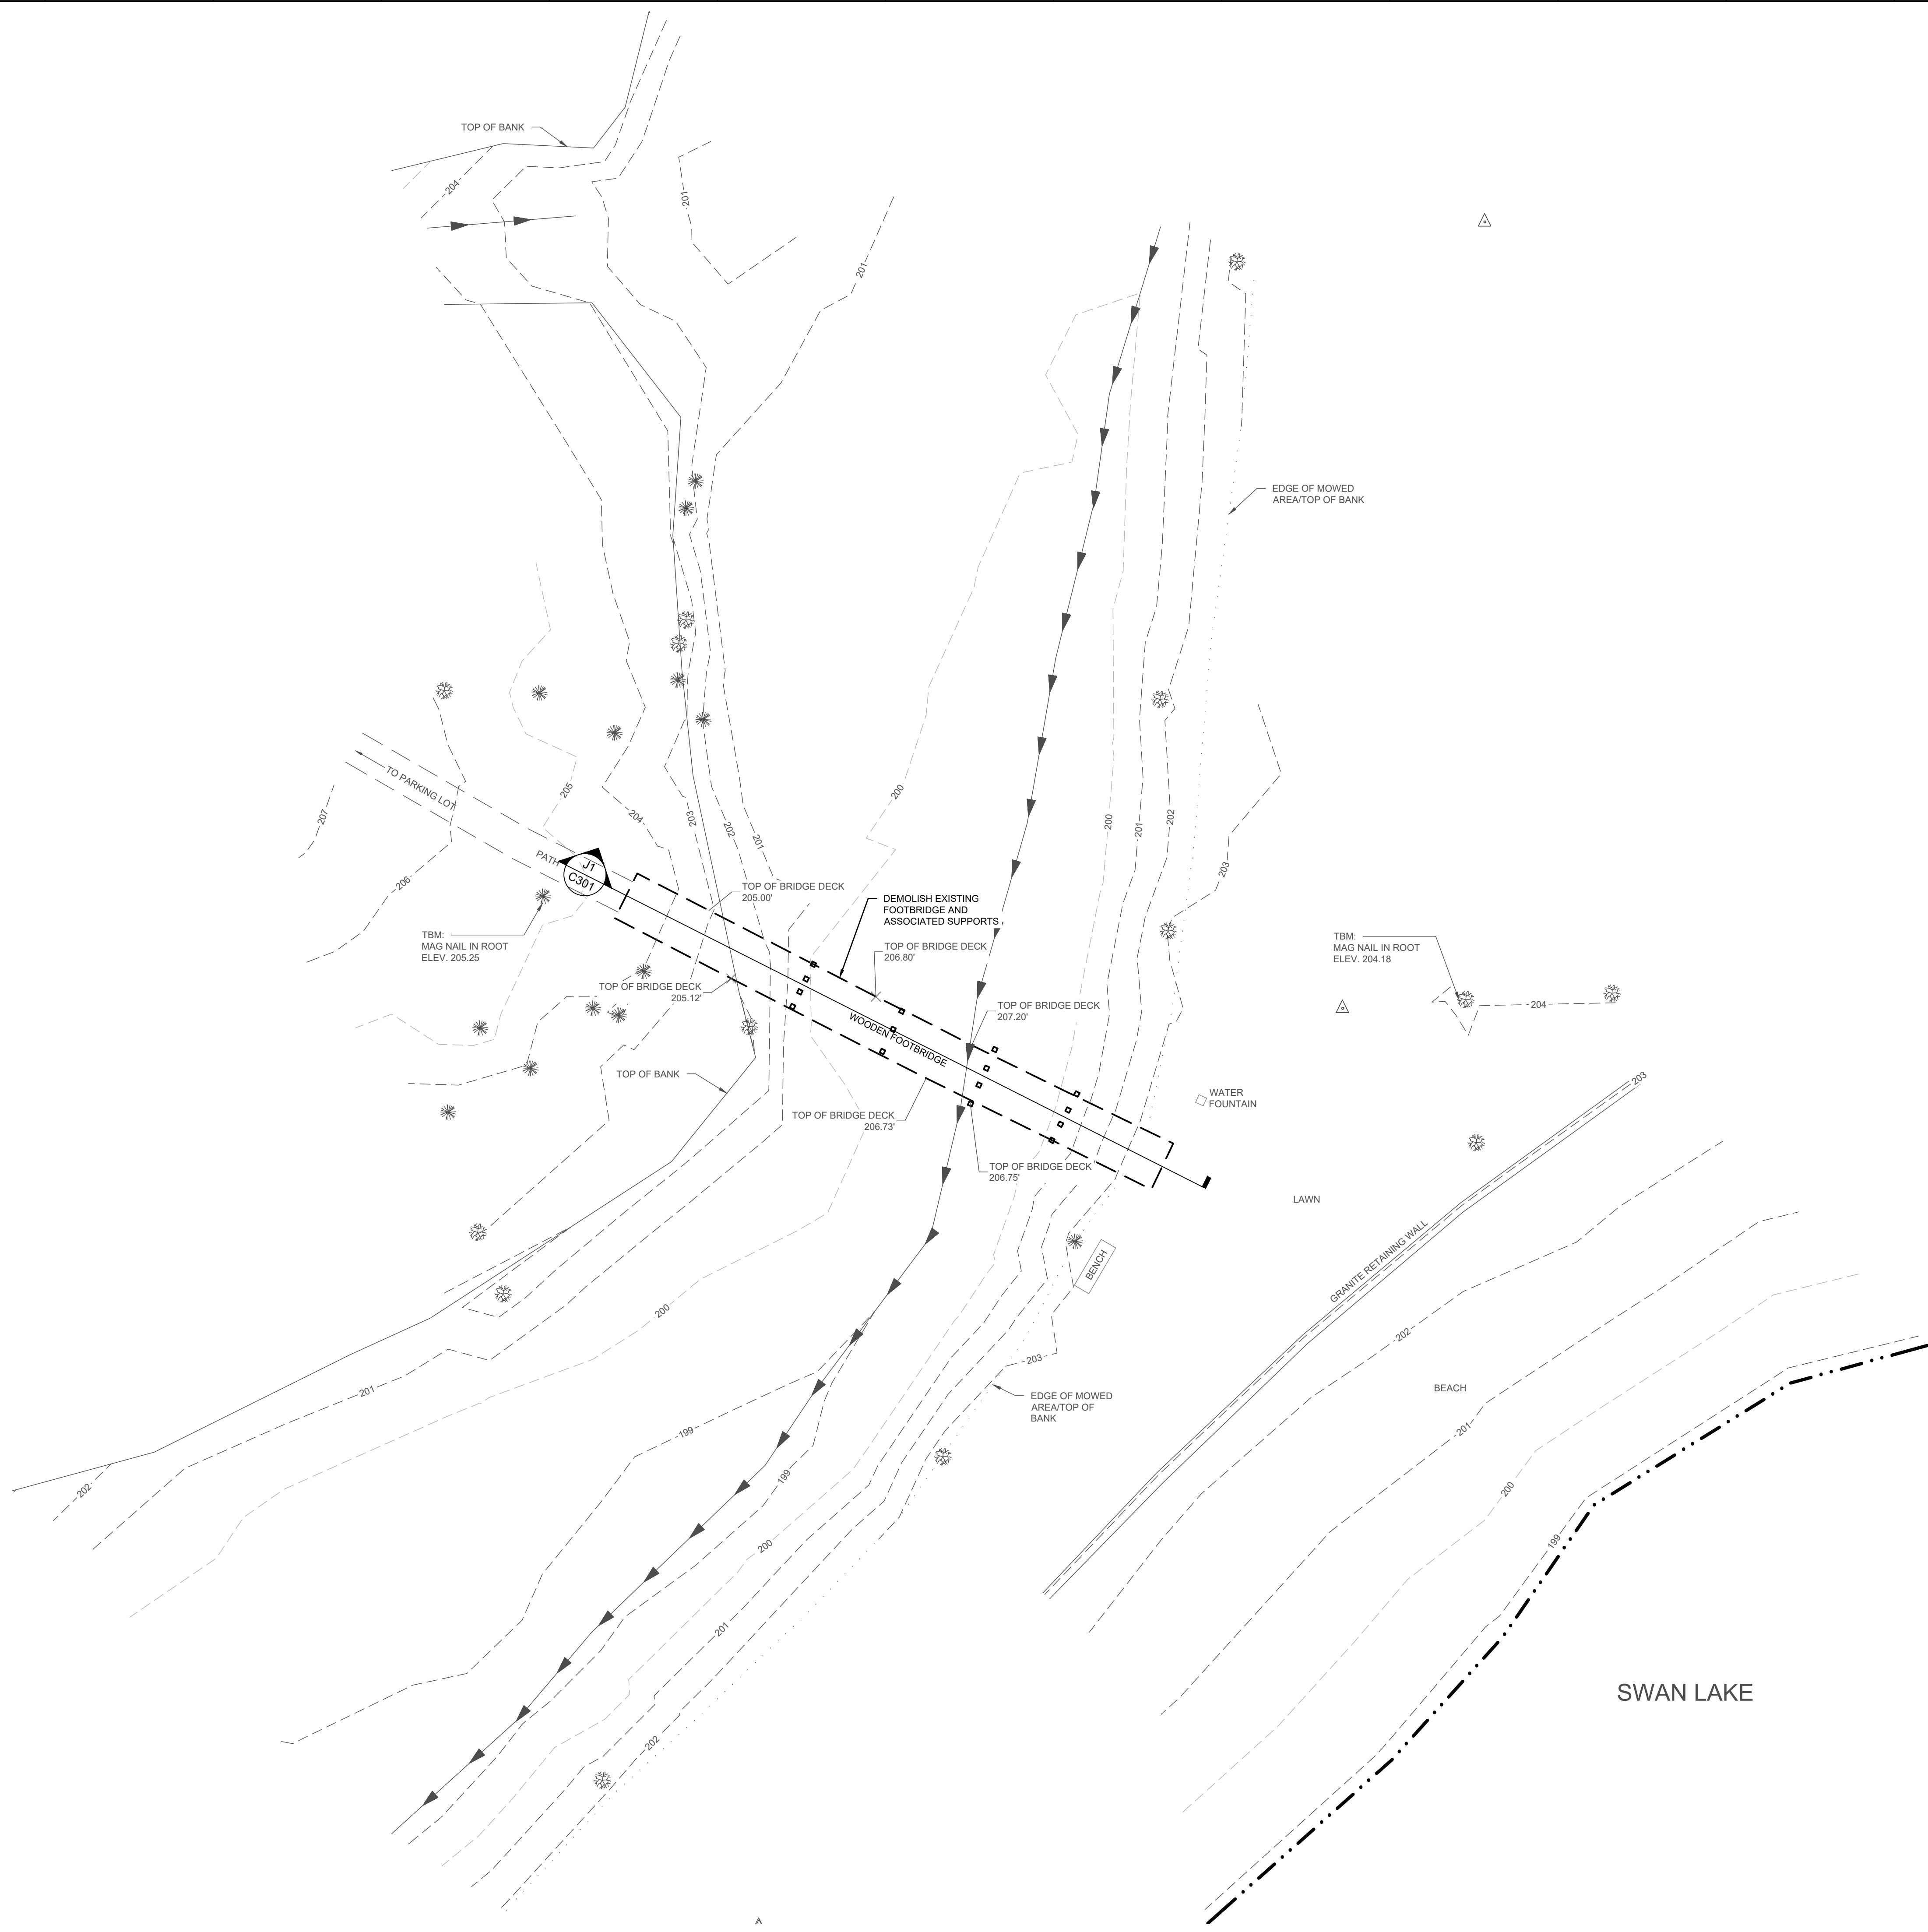 TOP OF BANK
204
201
201
EDGE OF MOWED
AREA/TOP OF BANK
TO PARKING LOT
207
206
205
204
203
202
201
200
200
201
202
203
PATH
J1
C301
TOP OF BRIDGE DECK
205.00'
DEMOLISH EXISTING
FOOTBRIDGE AND
ASSOCIATED SUPPORTS
TBM:
MAG NAIL IN ROOT
ELEV. 205.25
TOP OF BRIDGE DECK
206.80'
TBM:
MAG NAIL IN ROOT
ELEV. 204.18
204
TOP OF BRIDGE DECK
205.12'
TOP OF BRIDGE DECK
207.20'
WOODEN FOOTBRIDGE
TOP OF BANK
203
WATER
FOUNTAIN
TOP OF BRIDGE DECK
206.73'
TOP OF BRIDGE DECK
206.75'
LAWN
BENCH
GRANITE RETAINING WALL
200
202
203
201
EDGE OF MOWED
AREA/TOP OF
BANK
BEACH
199
201
199
202
200
200
199
201
202
SWAN LAKE